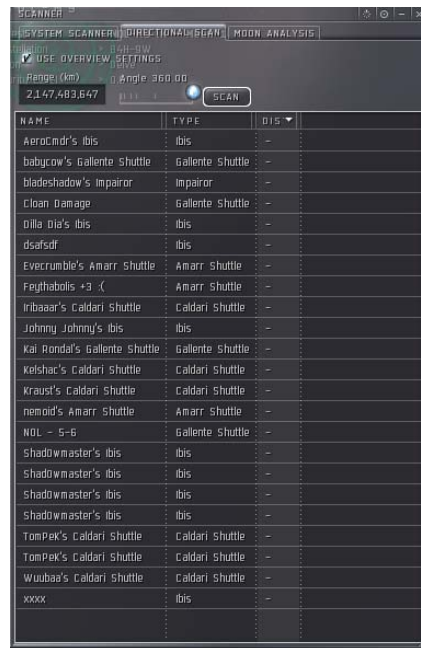 SCANNER
SYSTEM SCANNER DIRECTIONAL SCAN MOON ANALYSIS
USE OVERVIEW SETTINGS
Range (km) Angle 360.00
2,147,483,647 SCAN
NAME TYPE DIS
AeroCmdr's Ibis Ibis –
babycow's Gallente Shuttle Gallente Shuttle –
bladeshadow's Impairor Impairor –
Cloan Damage Gallente Shuttle –
Dilla Dia's Ibis Ibis –
dsafsdf Ibis –
Evecrumble's Amarr Shuttle Amarr Shuttle –
Feythabolis +3 :( Amarr Shuttle –
Iribaaar's Caldari Shuttle Caldari Shuttle –
Johnny Johnny's Ibis Ibis –
Kai Rondal's Gallente Shuttle Gallente Shuttle –
Kelshac's Caldari Shuttle Caldari Shuttle –
Kraust's Caldari Shuttle Caldari Shuttle –
nemoid's Amarr Shuttle Amarr Shuttle –
NOL - 5-6 Gallente Shuttle –
Shad0wmaster's Ibis Ibis –
Shad0wmaster's Ibis Ibis –
Shad0wmaster's Ibis Ibis –
Shad0wmaster's Ibis Ibis –
TomPeK's Caldari Shuttle Caldari Shuttle –
TomPeK's Caldari Shuttle Caldari Shuttle –
Wuubaa's Caldari Shuttle Caldari Shuttle –
xxxx Ibis –